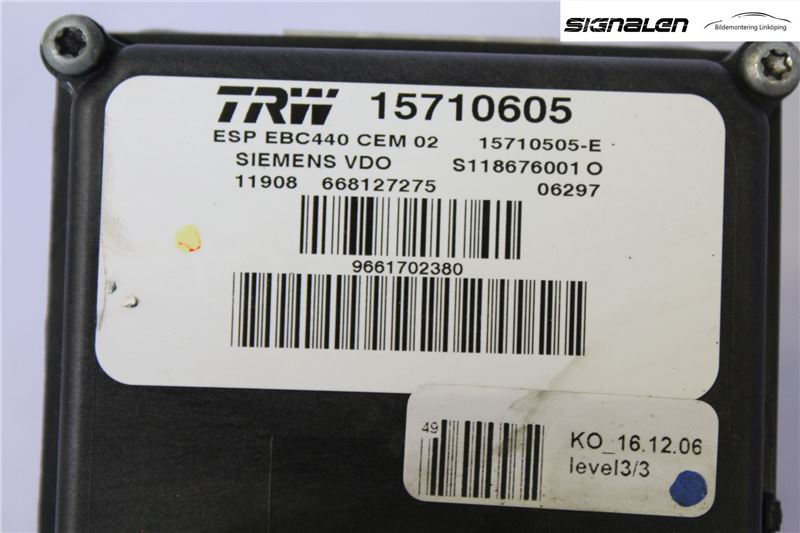 SIGNALEN
Bildemontering Linköping
TRW 15710605
ESP EBC440 CEM 02 15710505-E
SIEMENS VDO S118676001 O
11908 668127275 06297
9661702380
49
KO_16.12.06
level3/3